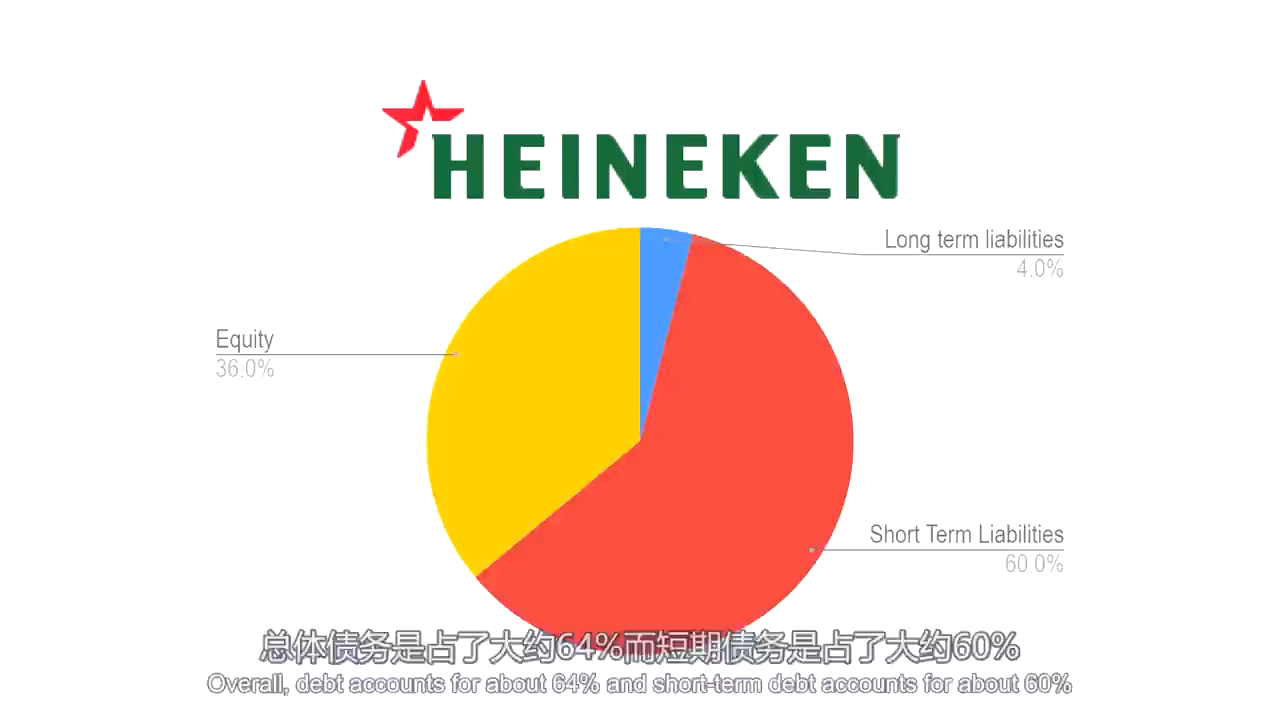 HEINEKEN
Long term liabilities
4.0%
Equity
36.0%
Short Term Liabilities
60.0%
总体债务是占了大约64%而短期债务是占了大约60%
Overall, debt accounts for about 64% and short-term debt accounts for about 60%